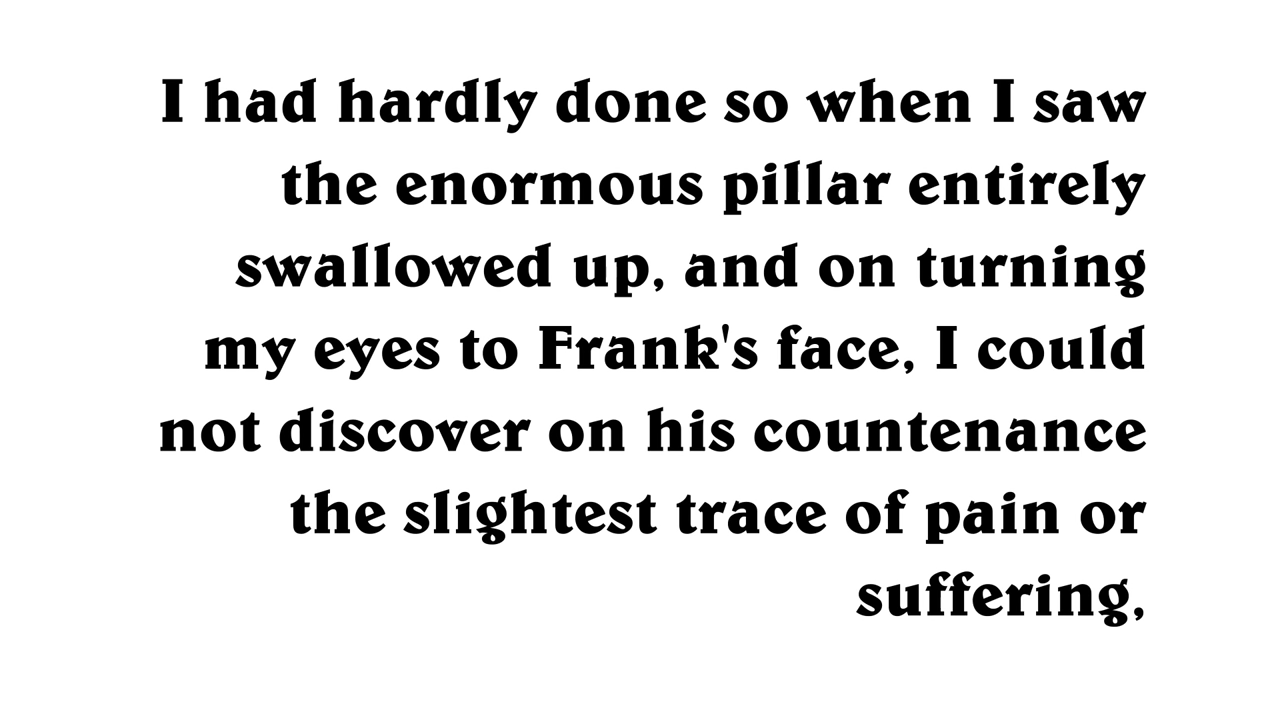 I had hardly done so when I saw
the enormous pillar entirely
swallowed up, and on turning
my eyes to Frank's face, I could
not discover on his countenance
the slightest trace of pain or
suffering,